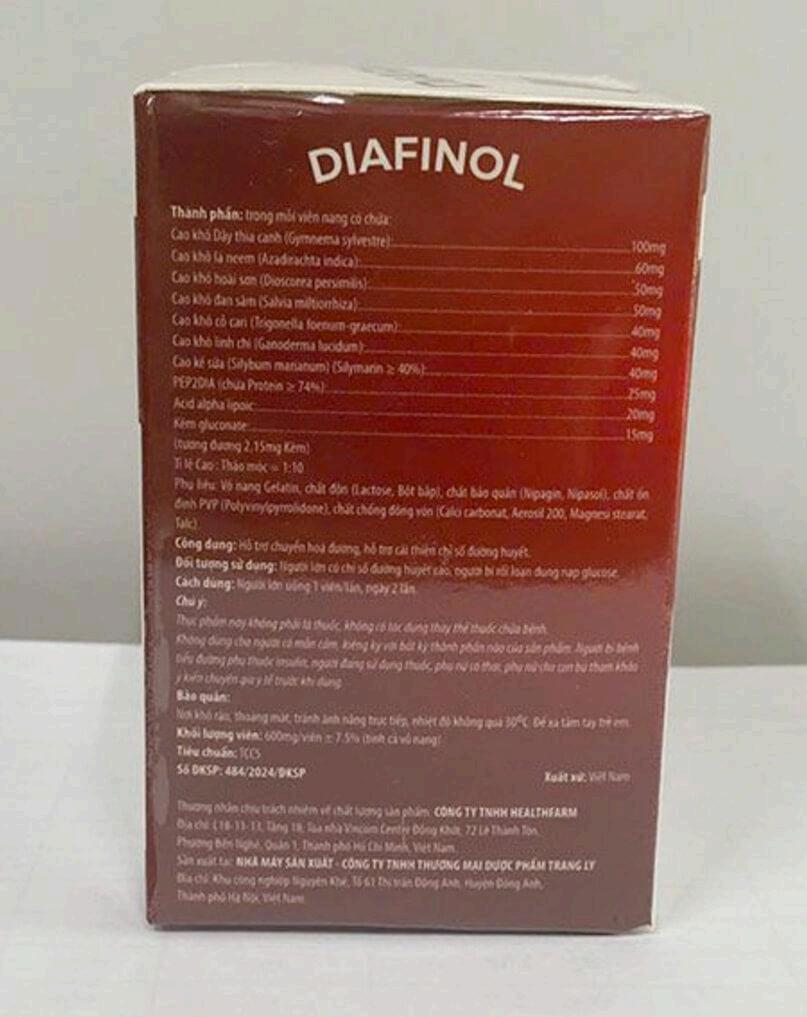 DIAFINOL
Thành phần: trong mỗi viên nang có chứa:
Cao khô Dây thìa canh (Gymnema sylvestre): 100mg
Cao khô lá neem (Azadirachta indica): 60mg
Cao khô hoài sơn (Dioscorea persimilis): 50mg
Cao khô đan sâm (Salvia miltiorrhiza): 50mg
Cao khô cỏ cari (Trigonella foenum-graecum): 40mg
Cao khô linh chi (Ganoderma lucidum): 40mg
Cao kế sữa (Silybum marianum) (Silymarin ≥ 40%): 40mg
PEP2DIA (chứa Protein ≥ 74%) 25mg
Acid alpha lipoic 20mg
Kẽm gluconate 15mg
(tương đương 2,15mg Kẽm)
Tỉ lệ Cao : Thảo mộc = 1:10
Phụ liệu: Vỏ nang Gelatin, chất độn (Lactose, Bột bắp), chất bảo quản (Nipagin, Nipasol), chất ổn
định PVP (Polyvinylpyrrolidone), chất chống đông vón (Calci carbonat, Aerosil 200, Magnesi stearat,
Talc)
Công dụng: Hỗ trợ chuyển hoá đường, hỗ trợ cải thiện chỉ số đường huyết.
Đối tượng sử dụng: Người lớn có chỉ số đường huyết cao, người bị rối loạn dung nạp glucose.
Cách dùng: Người lớn uống 1 viên/lần, ngày 2 lần.
Chú ý:
Thực phẩm này không phải là thuốc, không có tác dụng thay thế thuốc chữa bệnh.
Không dùng cho người có mẫn cảm, kiêng kỵ với bất kỳ thành phần nào của sản phẩm. Người bị bệnh
tiểu đường phụ thuộc insulin, người đang sử dụng thuốc, phụ nữ có thai, phụ nữ cho con bú tham khảo
ý kiến chuyên gia y tế trước khi dùng.
Bảo quản:
Nơi khô ráo, thoáng mát, tránh ánh nắng trực tiếp, nhiệt độ không quá 30⁰C. Để xa tầm tay trẻ em.
Khối lượng viên: 600mg/viên ± 7.5% (tính cả vỏ nang)
Tiêu chuẩn: TCCS
Số ĐKSP: 484/2024/ĐKSP Xuất xứ: Việt Nam
Thương nhân chịu trách nhiệm về chất lượng sản phẩm: CÔNG TY TNHH HEALTHFARM
Địa chỉ: L18-11-13, Tầng 18, Tòa nhà Vincom Center Đồng Khởi, 72 Lê Thánh Tôn,
Phường Bến Nghé, Quận 1, Thành phố Hồ Chí Minh, Việt Nam.
Sản xuất tại: NHÀ MÁY SẢN XUẤT - CÔNG TY TNHH THƯƠNG MẠI DƯỢC PHẨM TRANG LY
Địa chỉ: Khu công nghiệp Nguyên Khê, Tổ 61 Thị trấn Đông Anh, Huyện Đông Anh,
Thành phố Hà Nội, Việt Nam.